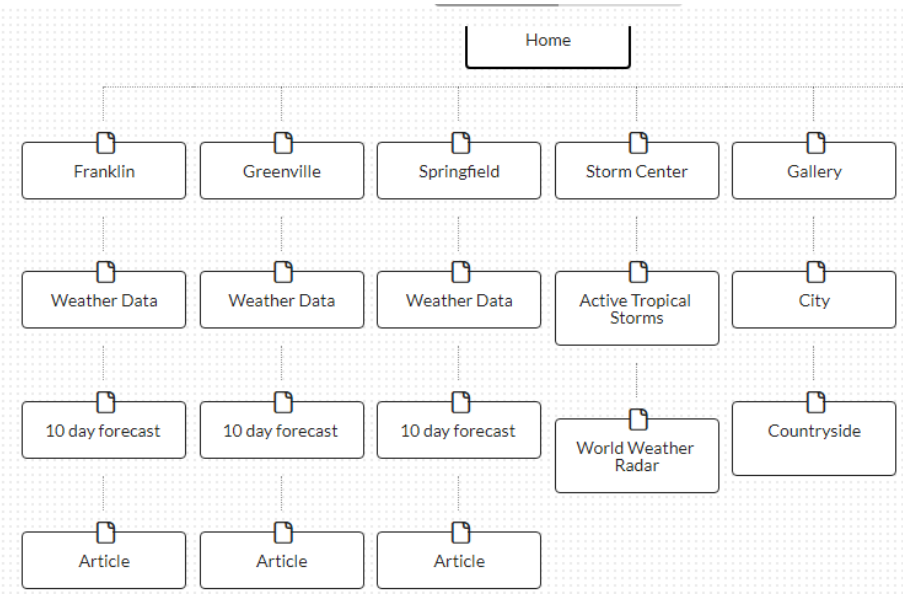 Home
Franklin
Greenville
Springfield
Storm Center
Gallery
Weather Data
Weather Data
Weather Data
Active Tropical
Storms
City
10 day forecast
10 day forecast
10 day forecast
World Weather
Radar
Countryside
Article
Article
Article